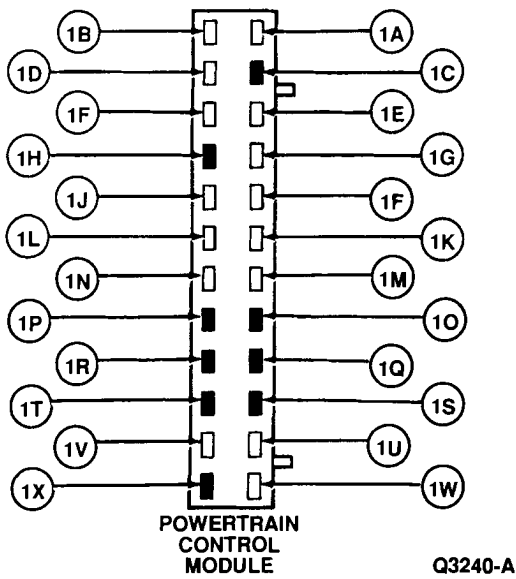 1B 1A
1D 1C
1F 1E
1H 1G
1J 1F
1L 1K
1N 1M
1P 1O
1R 1Q
1T 1S
1V 1U
1X 1W
POWERTRAIN
CONTROL
MODULE
Q3240-A